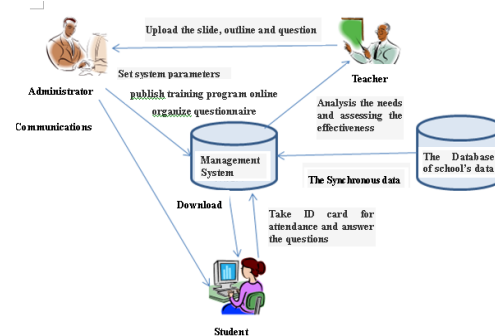 Upload the slide, outline and question
Teacher
Administrator
Set system parameters
publish training program online
organize questionnaire
Communications
Analysis the needs
and assessing the
effectiveness
Management
System
The Database
of school's data
The Synchronous data
Download
Take ID card for
attendance and answer
the questions
Student